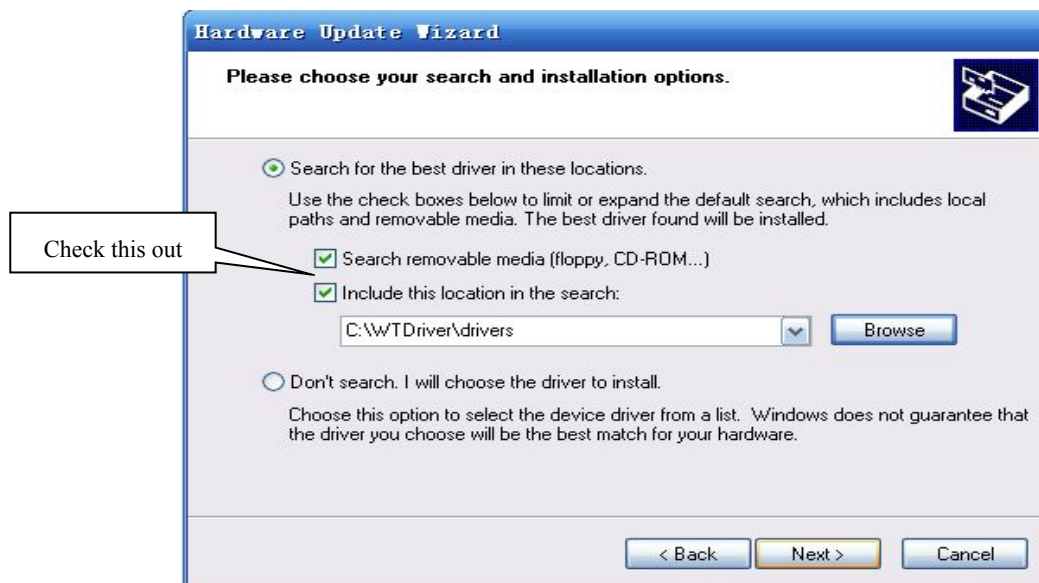 Hardware Update Wizard
Please choose your search and installation options.
Search for the best driver in these locations.
Use the check boxes below to limit or expand the default search, which includes local
paths and removable media. The best driver found will be installed.
Check this out
Search removable media (floppy, CD-ROM...)
Include this location in the search:
C:\WTDriver\drivers
Browse
Don't search. I will choose the driver to install.
Choose this option to select the device driver from a list. Windows does not guarantee that
the driver you choose will be the best match for your hardware.
< Back
Next >
Cancel